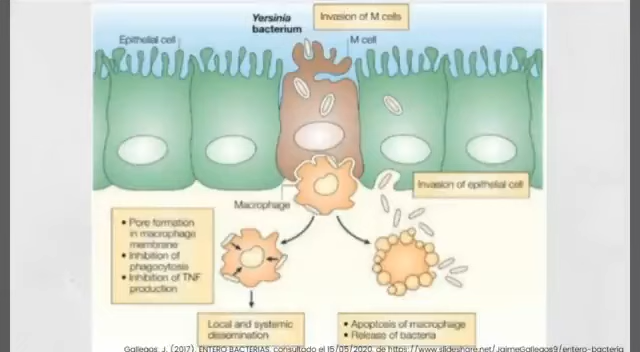 Yersinia
bacterium
Invasion of M cells
Epithelial cell
M cell
Invasion of epithelial cell
Macrophage
• Pore formation
in macrophage
membrane
• Inhibition of
phagocytosis
• Inhibition of TNF
production
Local and systemic
dissemination
• Apoptosis of macrophage
• Release of bacteria
Gallegos, J. (2017). ENTERO BACTERIAS, consultado el 15/05/2020, de https://www.slideshare.net/JaimeGallegos9/entero-bacteria